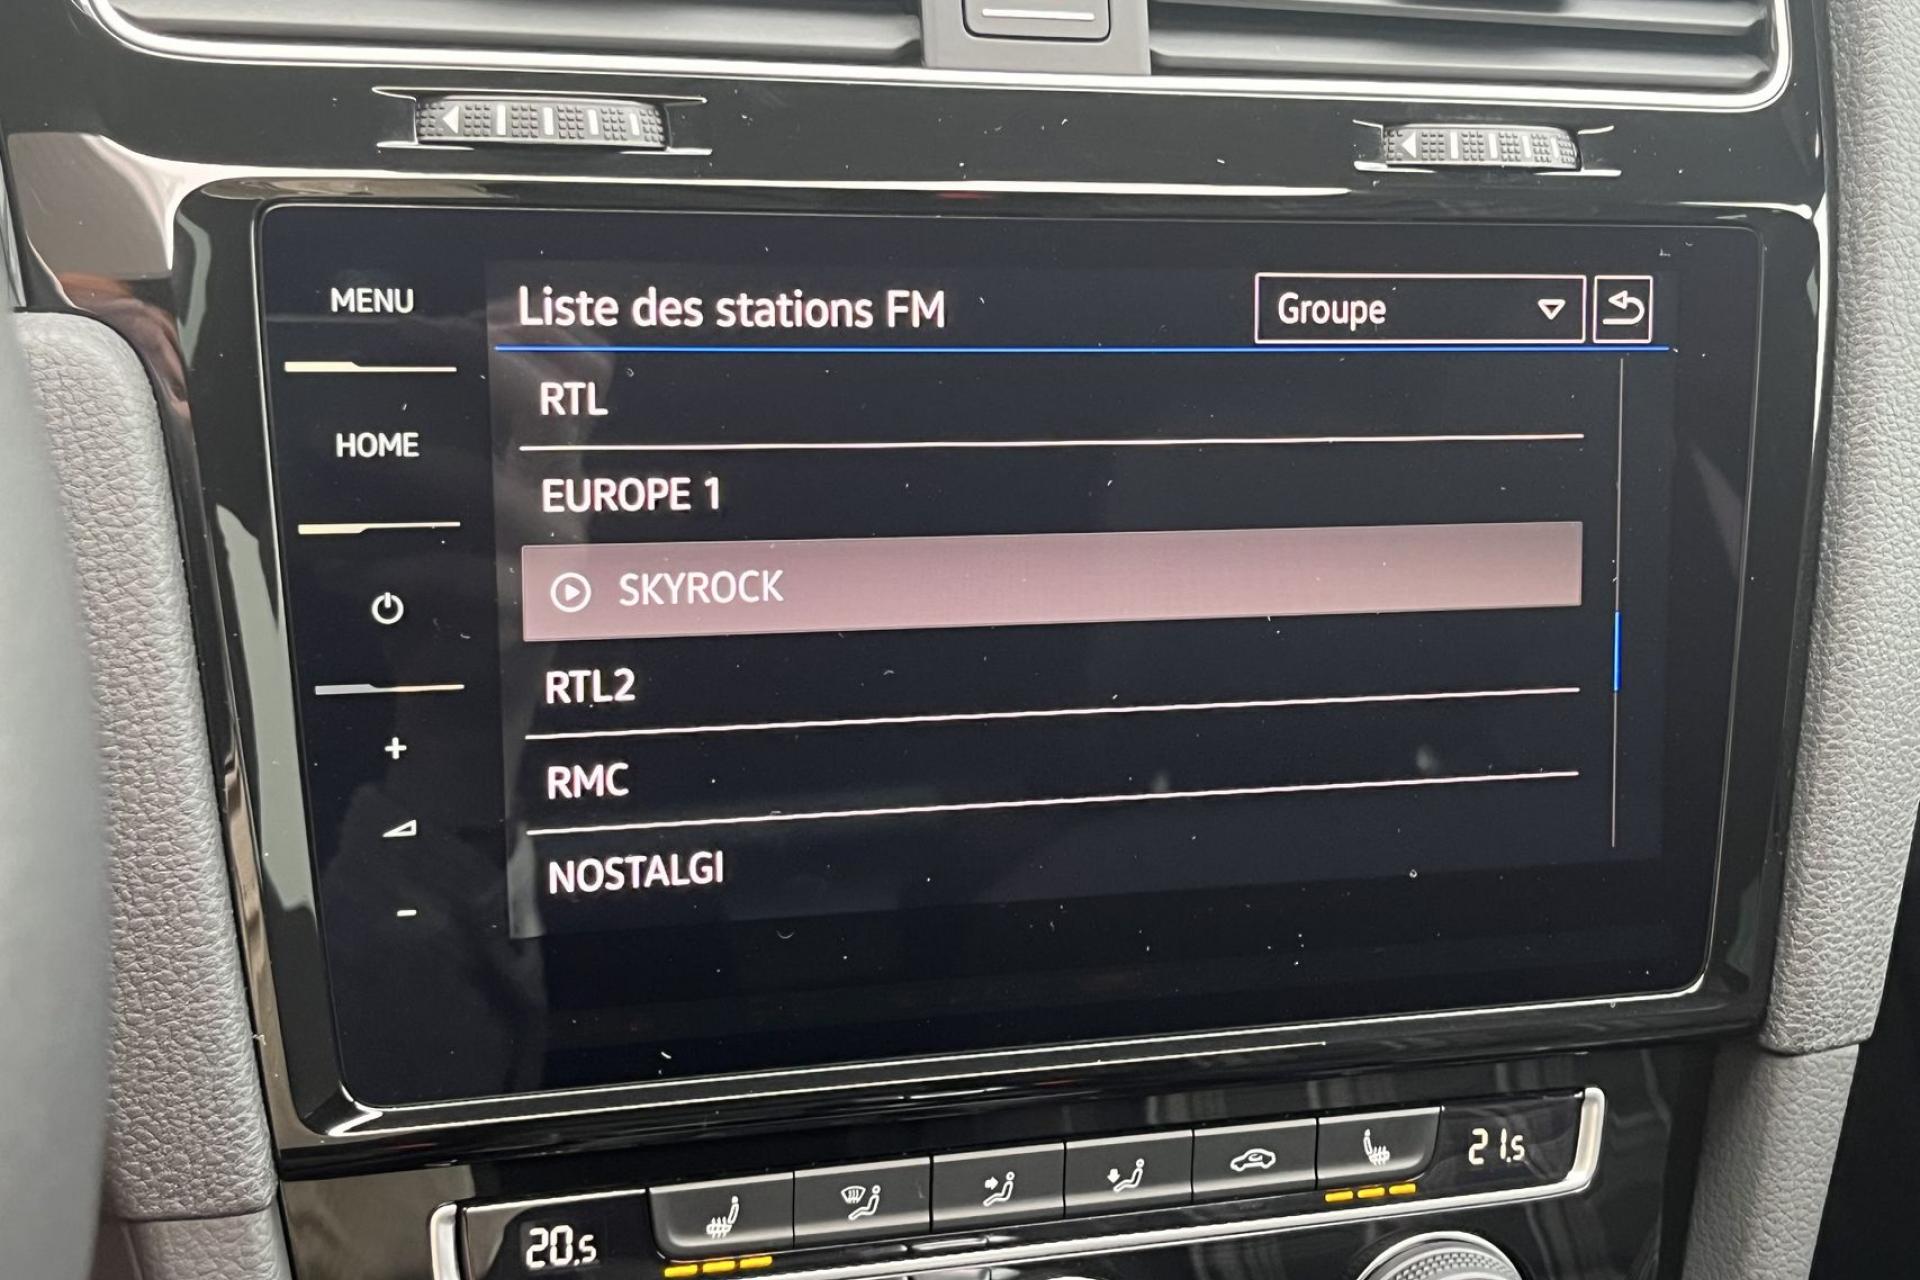 MENU
Liste des stations FM
Groupe
RTL
HOME
EUROPE 1
SKYROCK
RTL2
RMC
NOSTALGI
20.5
21.5